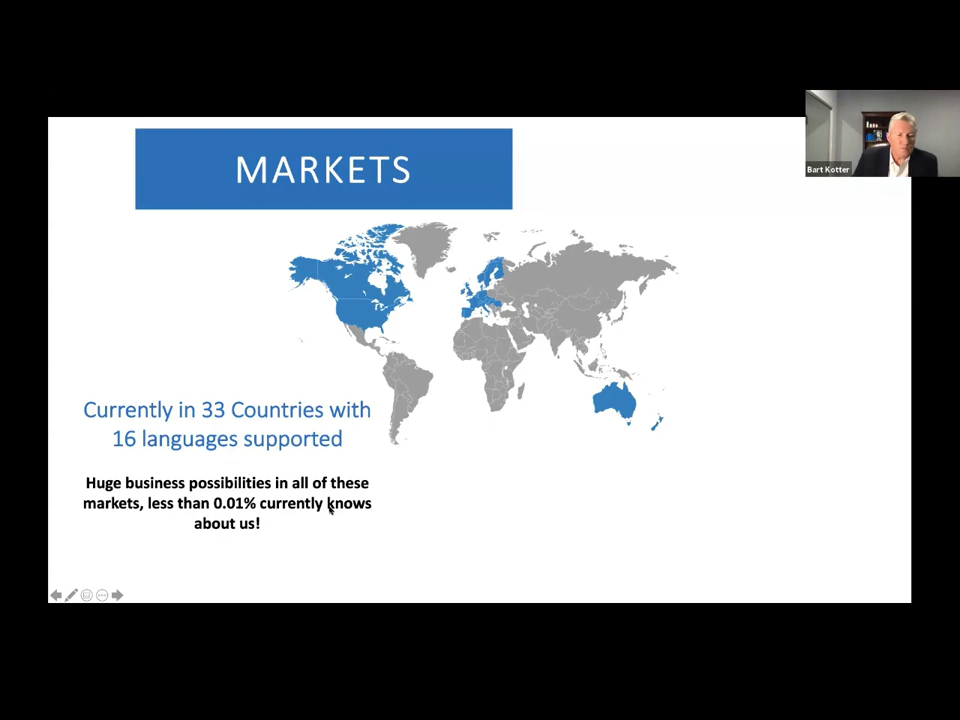 MARKETS
Bart Kotter
Currently in 33 Countries with
16 languages supported
Huge business possibilities in all of these
markets, less than 0.01% currently knows
about us!